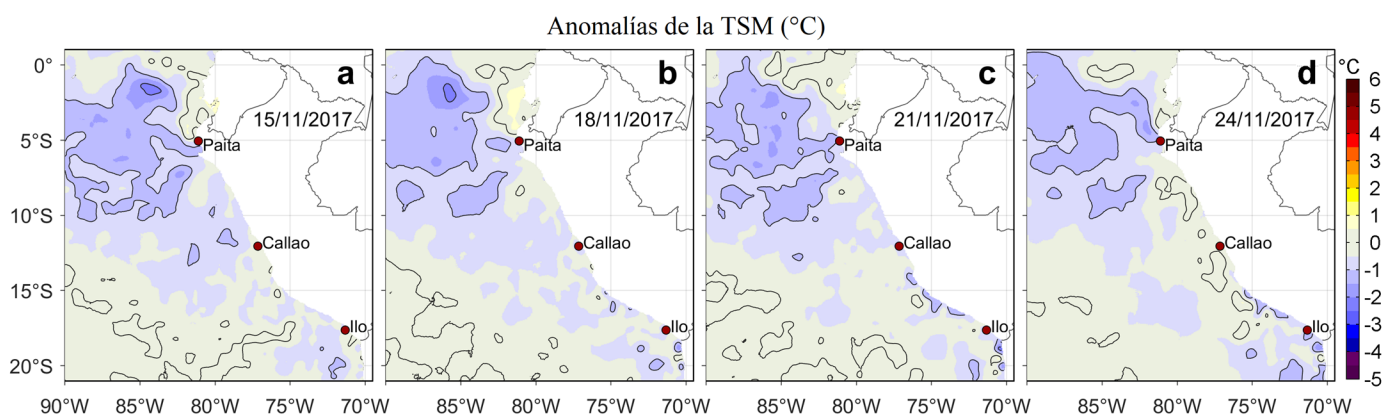 Anomalías de la TSM (°C)
a
b
c
d
15/11/2017
18/11/2017
21/11/2017
24/11/2017
Paita
Callao
Ilo
Paita
Callao
Ilo
Paita
Callao
Ilo
Paita
Callao
Ilo
0°
5°S
10°S
15°S
20°S
90°W
85°W
80°W
75°W
70°W
85°W
80°W
75°W
70°W
85°W
80°W
75°W
70°W
85°W
80°W
75°W
70°W
°C
6
5
4
3
2
1
0
-1
-2
-3
-4
-5